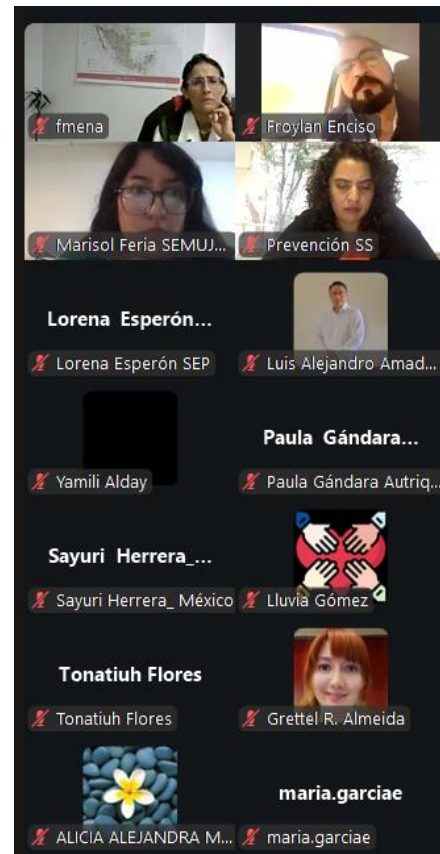 fmena
Froylan Enciso
Marisol Feria SEMUJ...
Prevención SS
Lorena Esperón...
Lorena Esperón SEP
Luis Alejandro Amad...
Yamili Alday
Paula Gándara...
Paula Gándara Autriq...
Sayuri Herrera_...
Sayuri Herrera_ México
Lluvia Gómez
Tonatiuh Flores
Tonatiuh Flores
Grettel R. Almeida
ALICIA ALEJANDRA M...
maria.garciae
maria.garciae